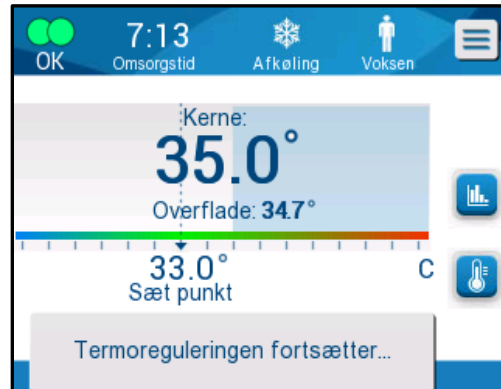 OK
7:13
Omsorgstid
Afkøling
Voksen
Kerne:
35.0°
Overflade: 34.7°
33.0°
C
Sæt punkt
Termoreguleringen fortsætter...